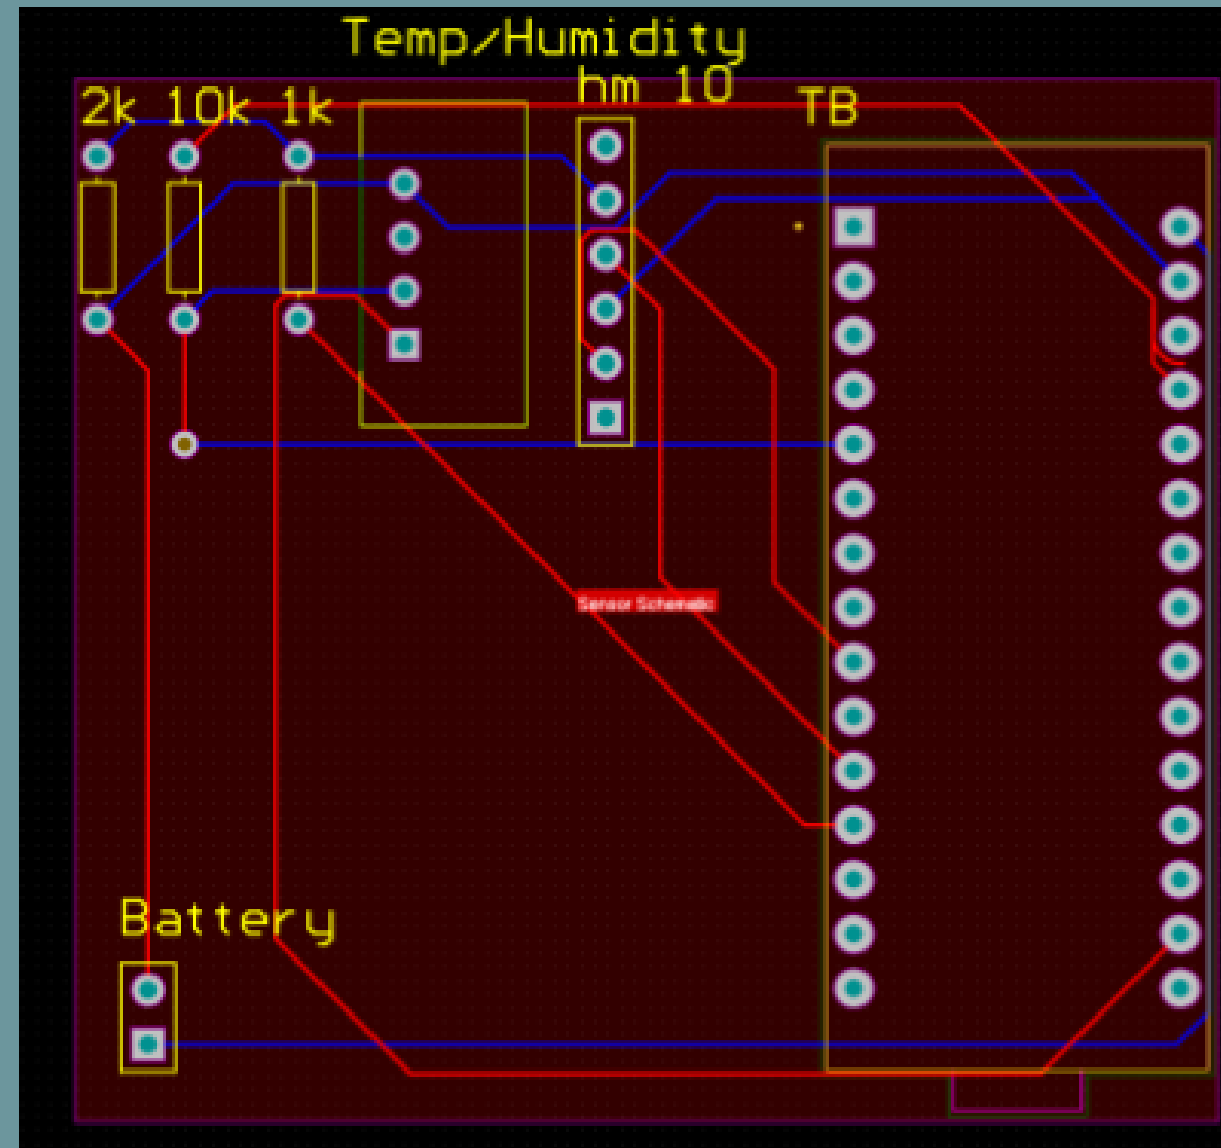 Temp/Humidity
hm 10
2k 10k 1k
TB
Sensor Schematic
Battery